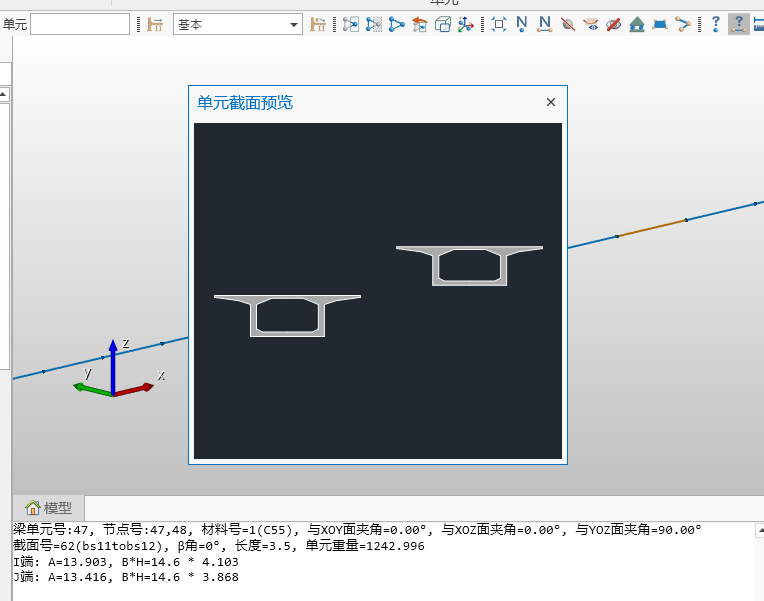 单元
单元
基本
单元截面预览
z
y
x
模型
梁单元号:47, 节点号:47,48, 材料号=1(C55), 与XOY面夹角=0.00°, 与XOZ面夹角=0.00°, 与YOZ面夹角=90.00°
截面号=62(bs11tobs12), β角=0°, 长度=3.5, 单元重量=1242.996
I端: A=13.903, B*H=14.6 * 4.103
J端: A=13.416, B*H=14.6 * 3.868